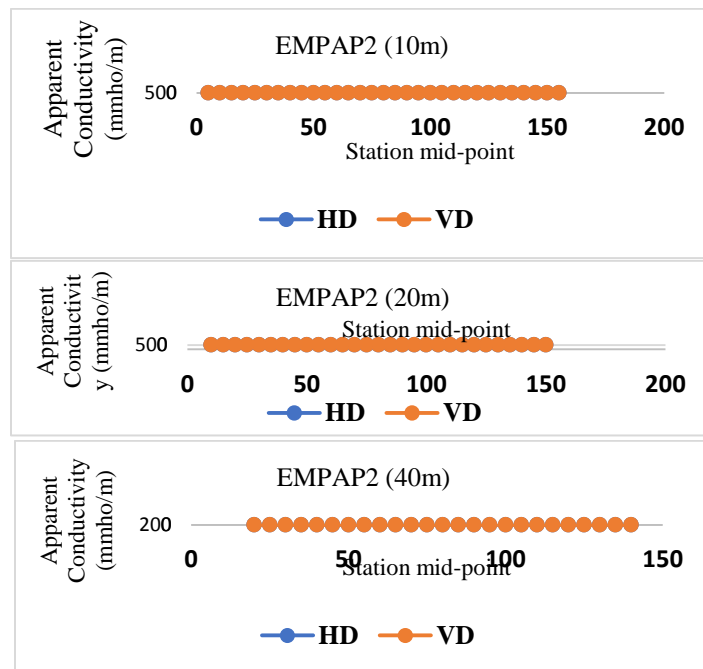 EMPAP2 (10m)
Apparent
Conductivity
(mmho/m)
500
0 50 100 150 200
Station mid-point
HD VD
EMPAP2 (20m)
Apparent
Conductivit
y (mmho/m)
Station mid-point
500
0 50 100 150 200
HD VD
EMPAP2 (40m)
Apparent
Conductivity
(mmho/m)
200
0 50 100 150
Station mid-point
HD VD